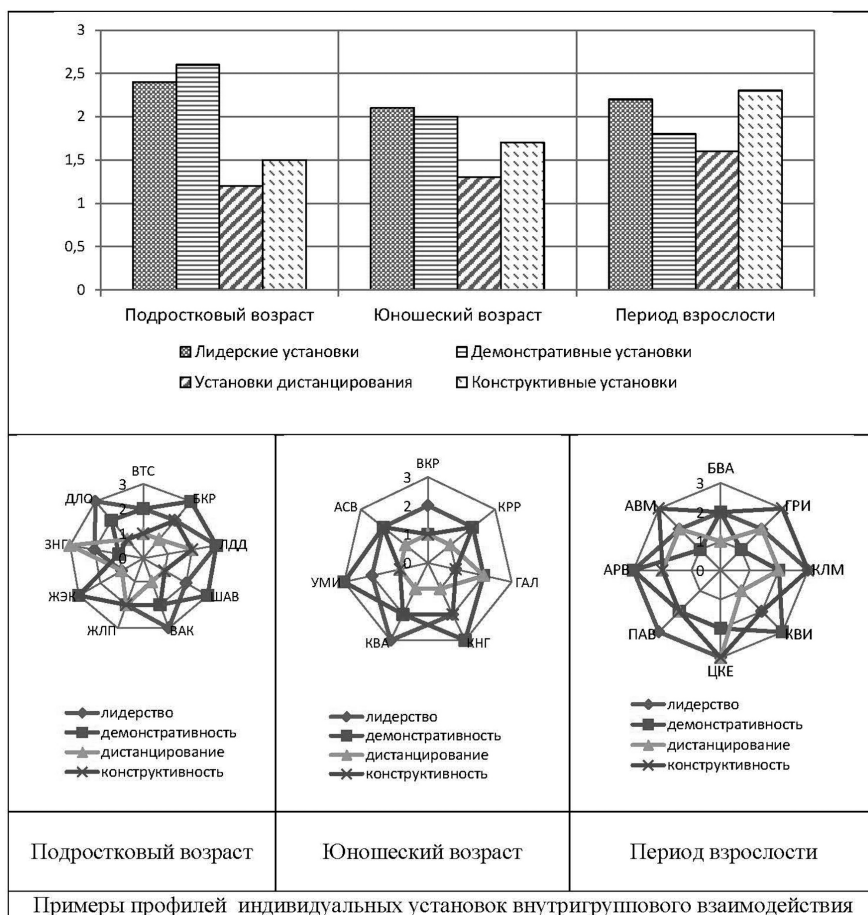 3
2,5
2
1,5
1
0,5
0
Подростковый возраст Юношеский возраст Период взрослости
Лидерские установки Демонстративные установки
Установки дистанцирования Конструктивные установки
ВТС
БКР
ЛДД
ШАВ
ВАК
ЖЛП
ЖЭК
ЗНГ
ДЛО
3
2
1
0
лидерство
демонстративность
дистанцирование
конструктивность
ВКР
КРР
ГАЛ
КНГ
КВА
УМИ
АСВ
3
2
1
0
лидерство
демонстративность
дистанцирование
конструктивность
БВА
ГРИ
КЛМ
КВИ
ЦКЕ
ПАВ
АРВ
АВМ
3
2
1
0
лидерство
демонстративность
дистанцирование
конструктивность
Подростковый возраст Юношеский возраст Период взрослости
Примеры профилей индивидуальных установок внутригруппового взаимодействия